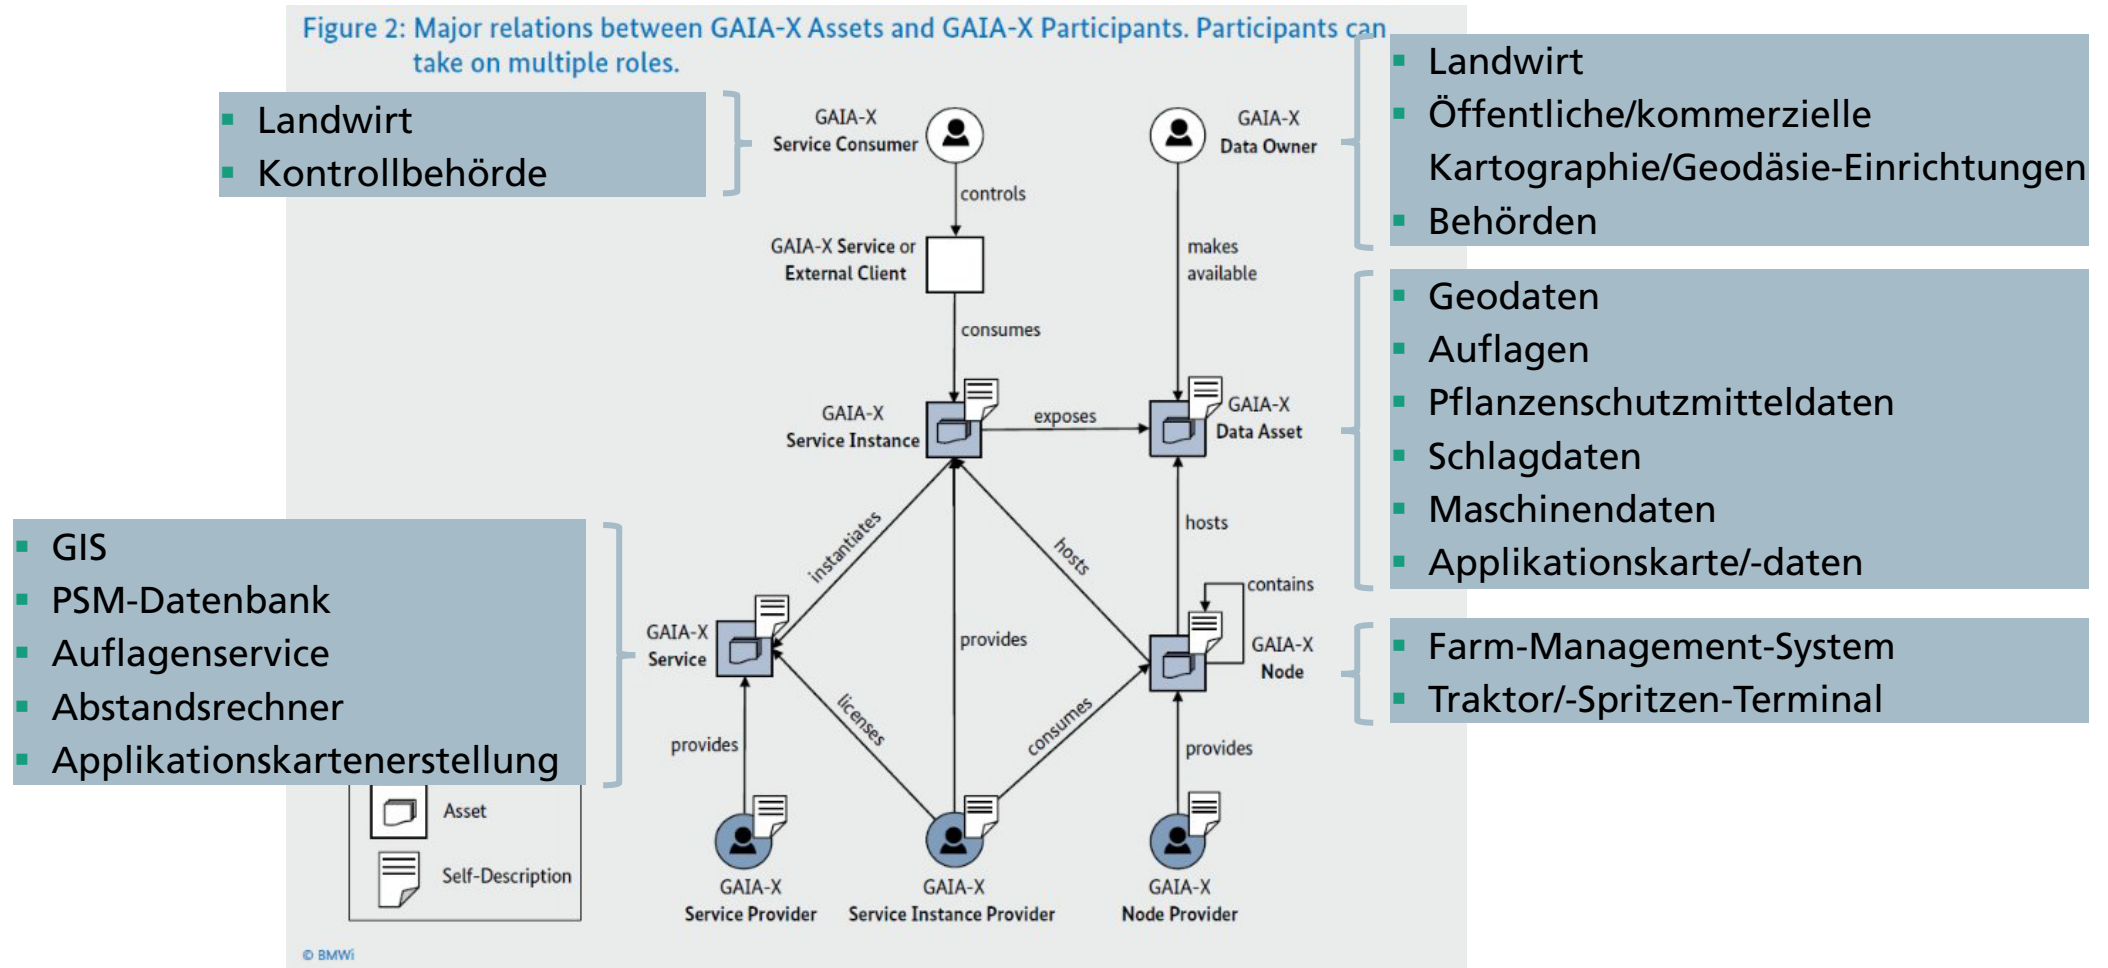 Figure 2: Major relations between GAIA-X Assets and GAIA-X Participants. Participants can
take on multiple roles.
Landwirt
Kontrollbehörde
GAIA-X
Service Consumer
GAIA-X
Data Owner
Landwirt
Öffentliche/kommerzielle
Kartographie/Geodäsie-Einrichtungen
Behörden
controls
GAIA-X Service or
External Client
makes
available
consumes
Geodaten
Auflagen
Pflanzenschutzmitteldaten
Schlagdaten
Maschinendaten
Applikationskarte/-daten
GAIA-X
Service Instance
exposes
GAIA-X
Data Asset
instantiates
hosts
hosts
GIS
PSM-Datenbank
Auflagenservice
Abstandsrechner
Applikationskartenerstellung
GAIA-X
Service
provides
contains
GAIA-X
Node
Farm-Management-System
Traktor/-Spritzen-Terminal
provides
licenses
consumes
provides
Asset
Self-Description
GAIA-X
Service Provider
GAIA-X
Service Instance Provider
GAIA-X
Node Provider
© BMWi